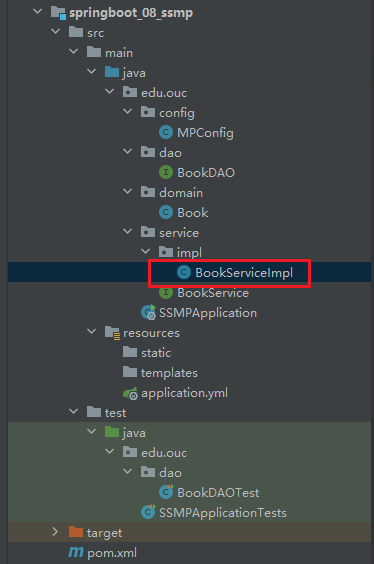 springboot_08_ssmp
src
main
java
edu.ouc
config
MPConfig
dao
BookDAO
domain
Book
service
impl
BookServiceImpl
BookService
SSMPApplication
resources
static
templates
application.yml
test
java
edu.ouc
dao
BookDAOTest
SSMPApplicationTests
target
pom.xml